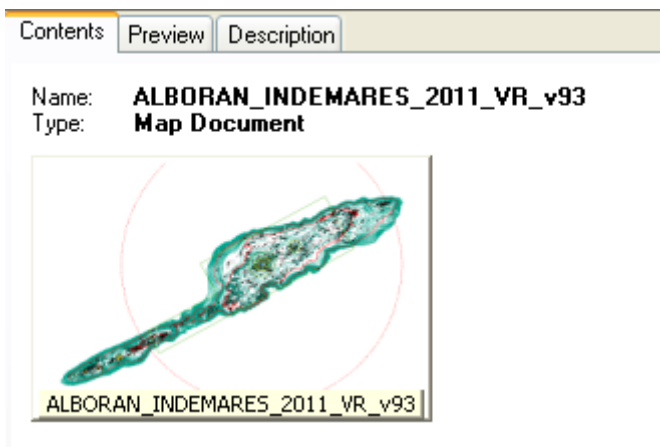 Contents Preview Description
Name: ALBORAN_INDEMARES_2011_VR_v93
Type: Map Document
ALBORAN_INDEMARES_2011_VR_v93